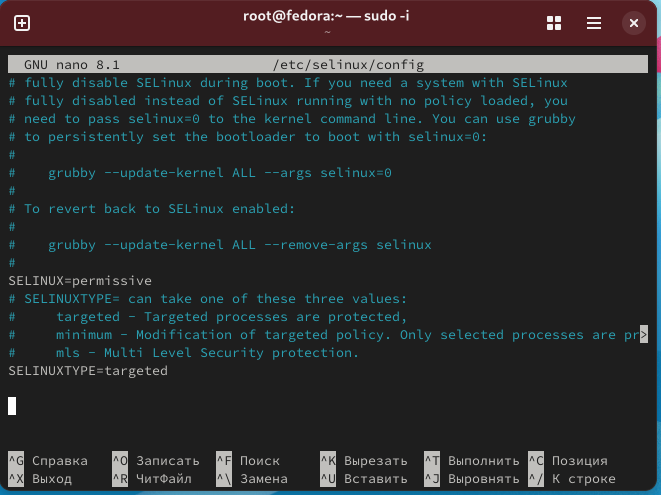 root@fedora:~ — sudo -i
~
GNU nano 8.1 /etc/selinux/config
# fully disable SELinux during boot. If you need a system with SELinux
# fully disabled instead of SELinux running with no policy loaded, you
# need to pass selinux=0 to the kernel command line. You can use grubby
# to persistently set the bootloader to boot with selinux=0:
#
#    grubby --update-kernel ALL --args selinux=0
#
# To revert back to SELinux enabled:
#
#    grubby --update-kernel ALL --remove-args selinux
#
SELINUX=permissive
# SELINUXTYPE= can take one of these three values:
#     targeted - Targeted processes are protected,
#     minimum - Modification of targeted policy. Only selected processes are pr>
#     mls - Multi Level Security protection.
SELINUXTYPE=targeted
^G Справка ^O Записать ^F Поиск ^K Вырезать ^T Выполнить ^C Позиция
^X Выход ^R ЧитФайл ^\ Замена ^U Вставить ^J Выровнять ^/ К строке